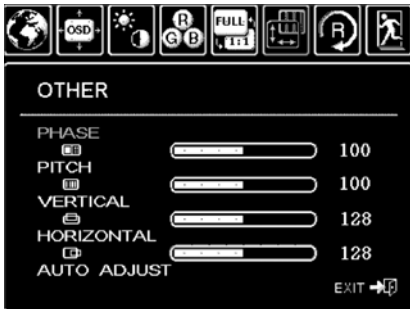 OSD
R
G B
FULL
1:1
R
OTHER
PHASE
100
PITCH
100
VERTICAL
128
HORIZONTAL
128
AUTO ADJUST
EXIT